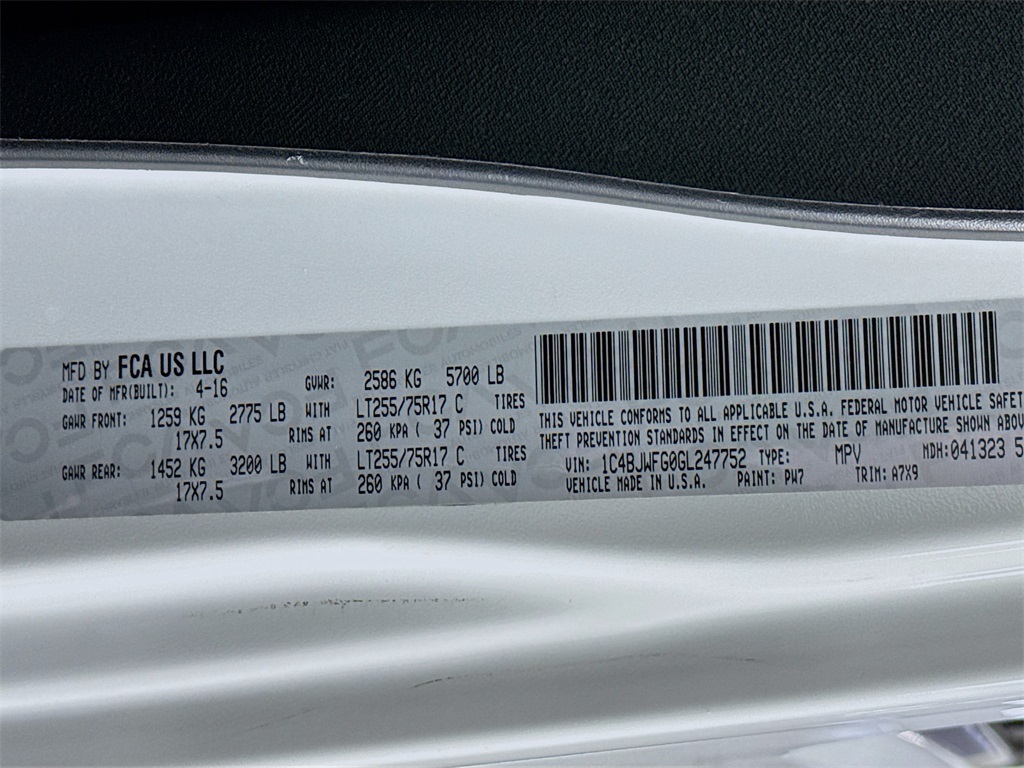 MFD BY FCA US LLC
DATE OF MFR(BUILT): 4-16 GVWR: 2586 KG 5700 LB
GAWR FRONT: 1259 KG 2775 LB WITH LT255/75R17 C TIRES
17X7.5 RIMS AT 260 KPA ( 37 PSI) COLD
GAWR REAR: 1452 KG 3200 LB WITH LT255/75R17 C TIRES
17X7.5 RIMS AT 260 KPA ( 37 PSI) COLD
THIS VEHICLE CONFORMS TO ALL APPLICABLE U.S.A. FEDERAL MOTOR VEHICLE SAFET
THEFT PREVENTION STANDARDS IN EFFECT ON THE DATE OF MANUFACTURE SHOWN ABOV
VIN: 1C4BJWFG0GL247752 TYPE: MPV MDH:041323 5
VEHICLE MADE IN U.S.A. PAINT: PW7 TRIM: A7X9